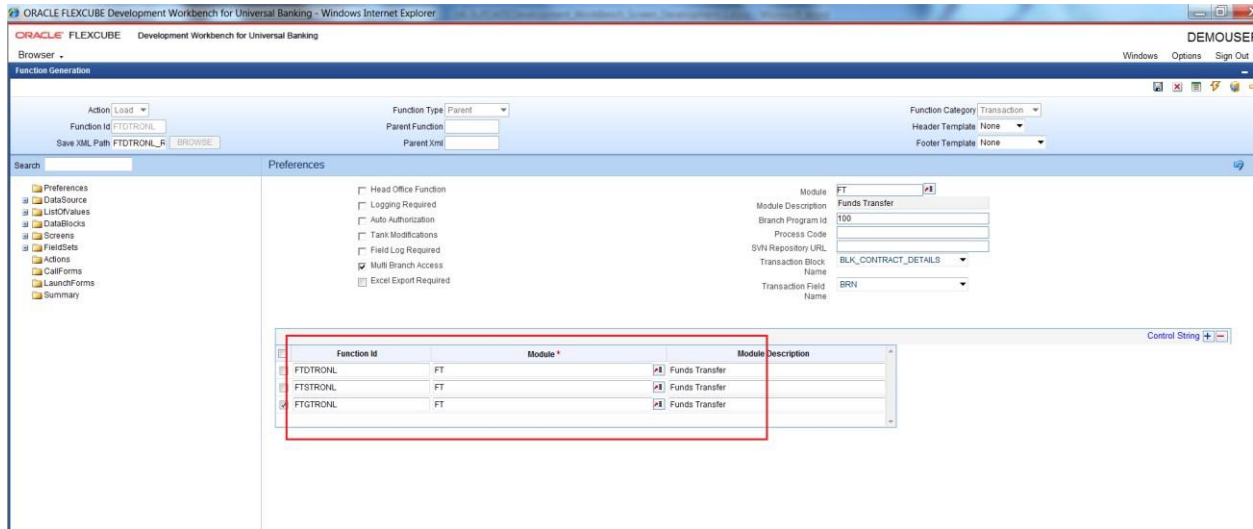 ORACLE FLEXCUBE Development Workbench for Universal Banking - Windows Internet Explorer
ORACLE FLEXCUBE Development Workbench for Universal Banking
DEMOUSER
Browser
Windows Options Sign Out
Function Generation
Action Load Function Type Parent Function Category Transaction
Function Id FTDTRONL Parent Function Header Template None
Save XML Path FTDTRONL_R BROWSE Parent Xml Footer Template None
Search Preferences
Preferences
DataSource
ListOfValues
DataBlocks
Screens
FieldSets
Actions
CallForms
LaunchForms
Summary
Head Office Function
Logging Required
Auto Authorization
Tank Modifications
Field Log Required
Multi Branch Access
Excel Export Required
Module FT
Module Description Funds Transfer
Branch Program Id 100
Process Code
SVN Repository URL
Transaction Block Name BLK_CONTRACT_DETAILS
Transaction Field Name BRN
Control String + -
Function Id Module * Module Description
FTDTRONL FT Funds Transfer
FTSTRONL FT Funds Transfer
FTGTRONL FT Funds Transfer